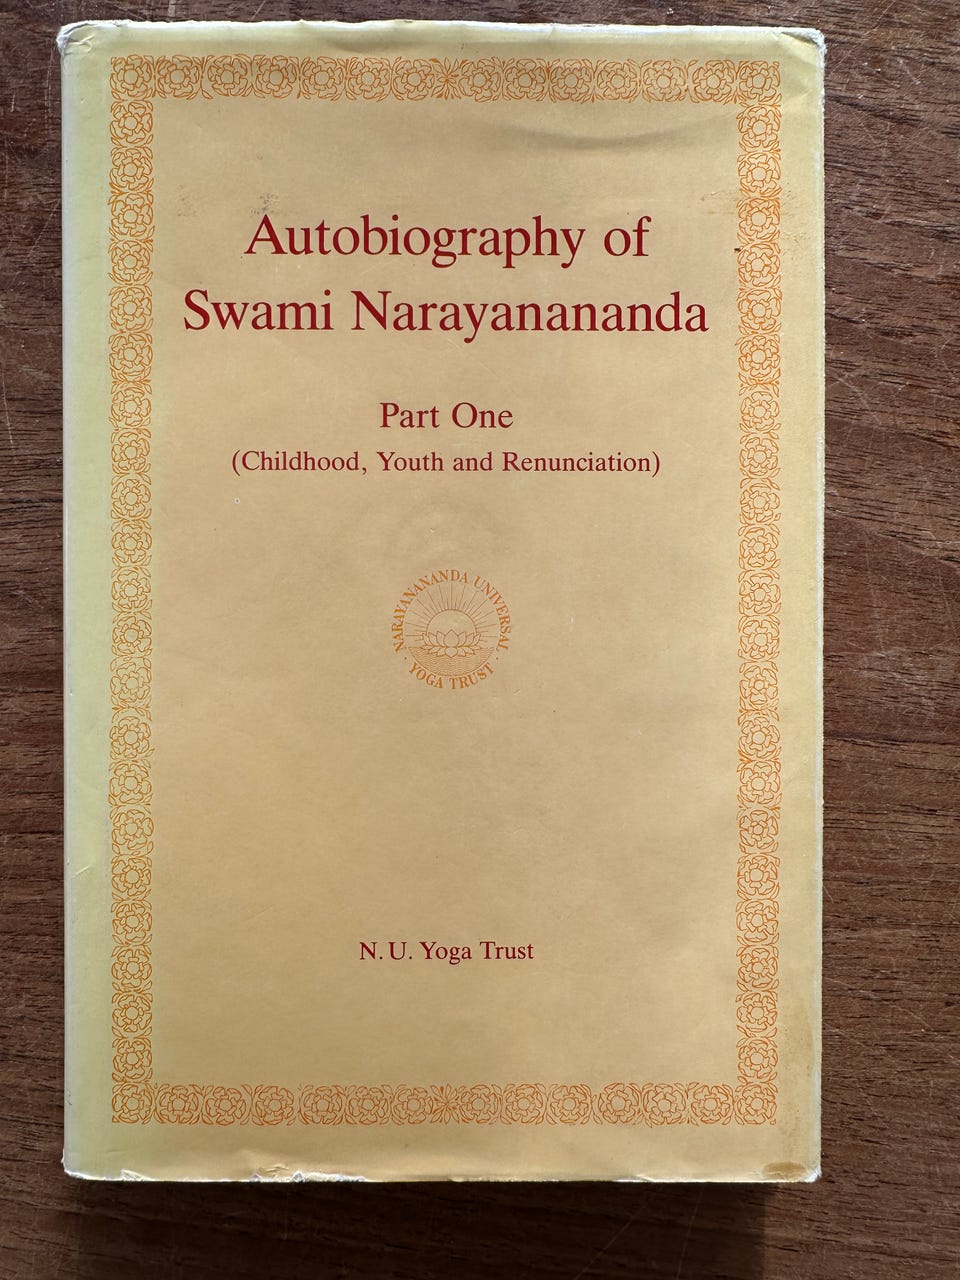 Autobiography of
Swami Narayanananda
Part One
(Childhood, Youth and Renunciation)
NARAYANANANDA UNIVERSAL
· YOGA TRUST ·
N. U. Yoga Trust